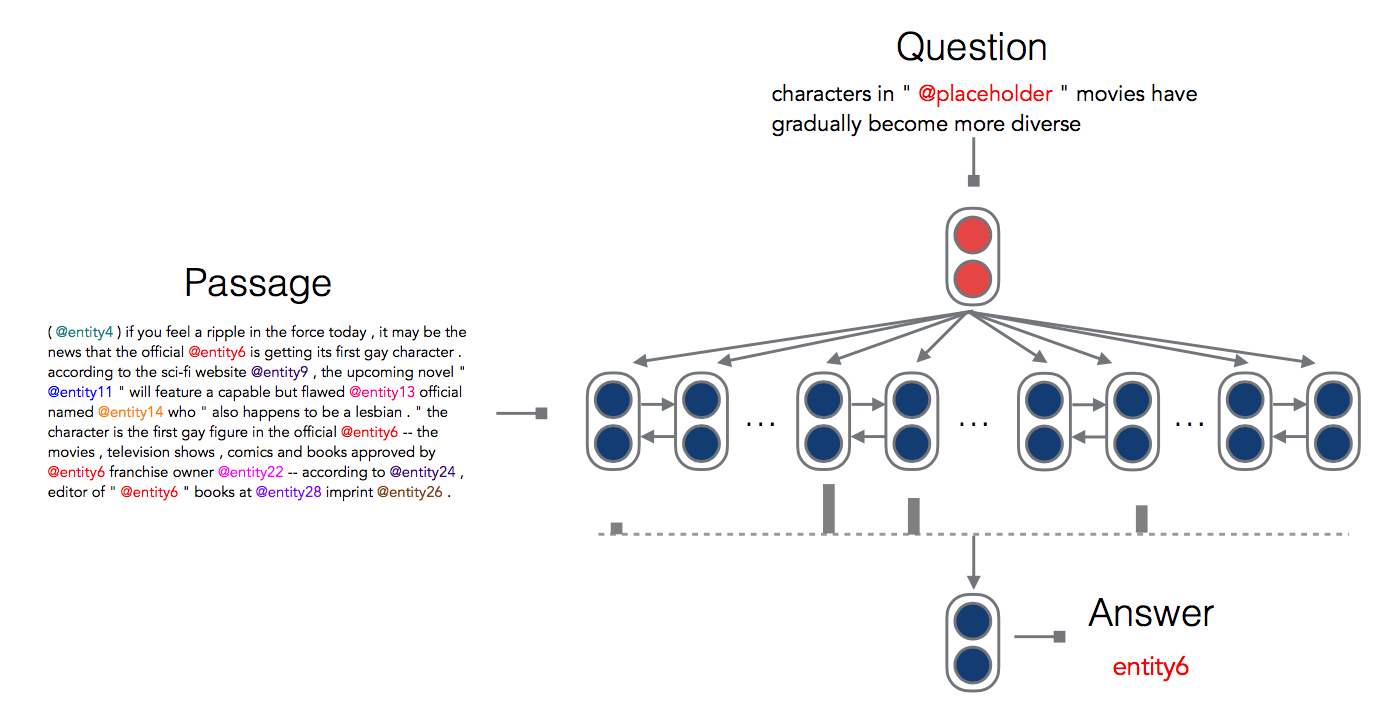 Question
characters in " @placeholder " movies have
gradually become more diverse
Passage
( @entity4 ) if you feel a ripple in the force today , it may be the
news that the official @entity6 is getting its first gay character .
according to the sci-fi website @entity9 , the upcoming novel "
@entity11 " will feature a capable but flawed @entity13 official
named @entity14 who " also happens to be a lesbian . " the
character is the first gay figure in the official @entity6 -- the
movies , television shows , comics and books approved by
@entity6 franchise owner @entity22 -- according to @entity24 ,
editor of " @entity6 " books at @entity28 imprint @entity26 .
... ... ...
Answer
entity6